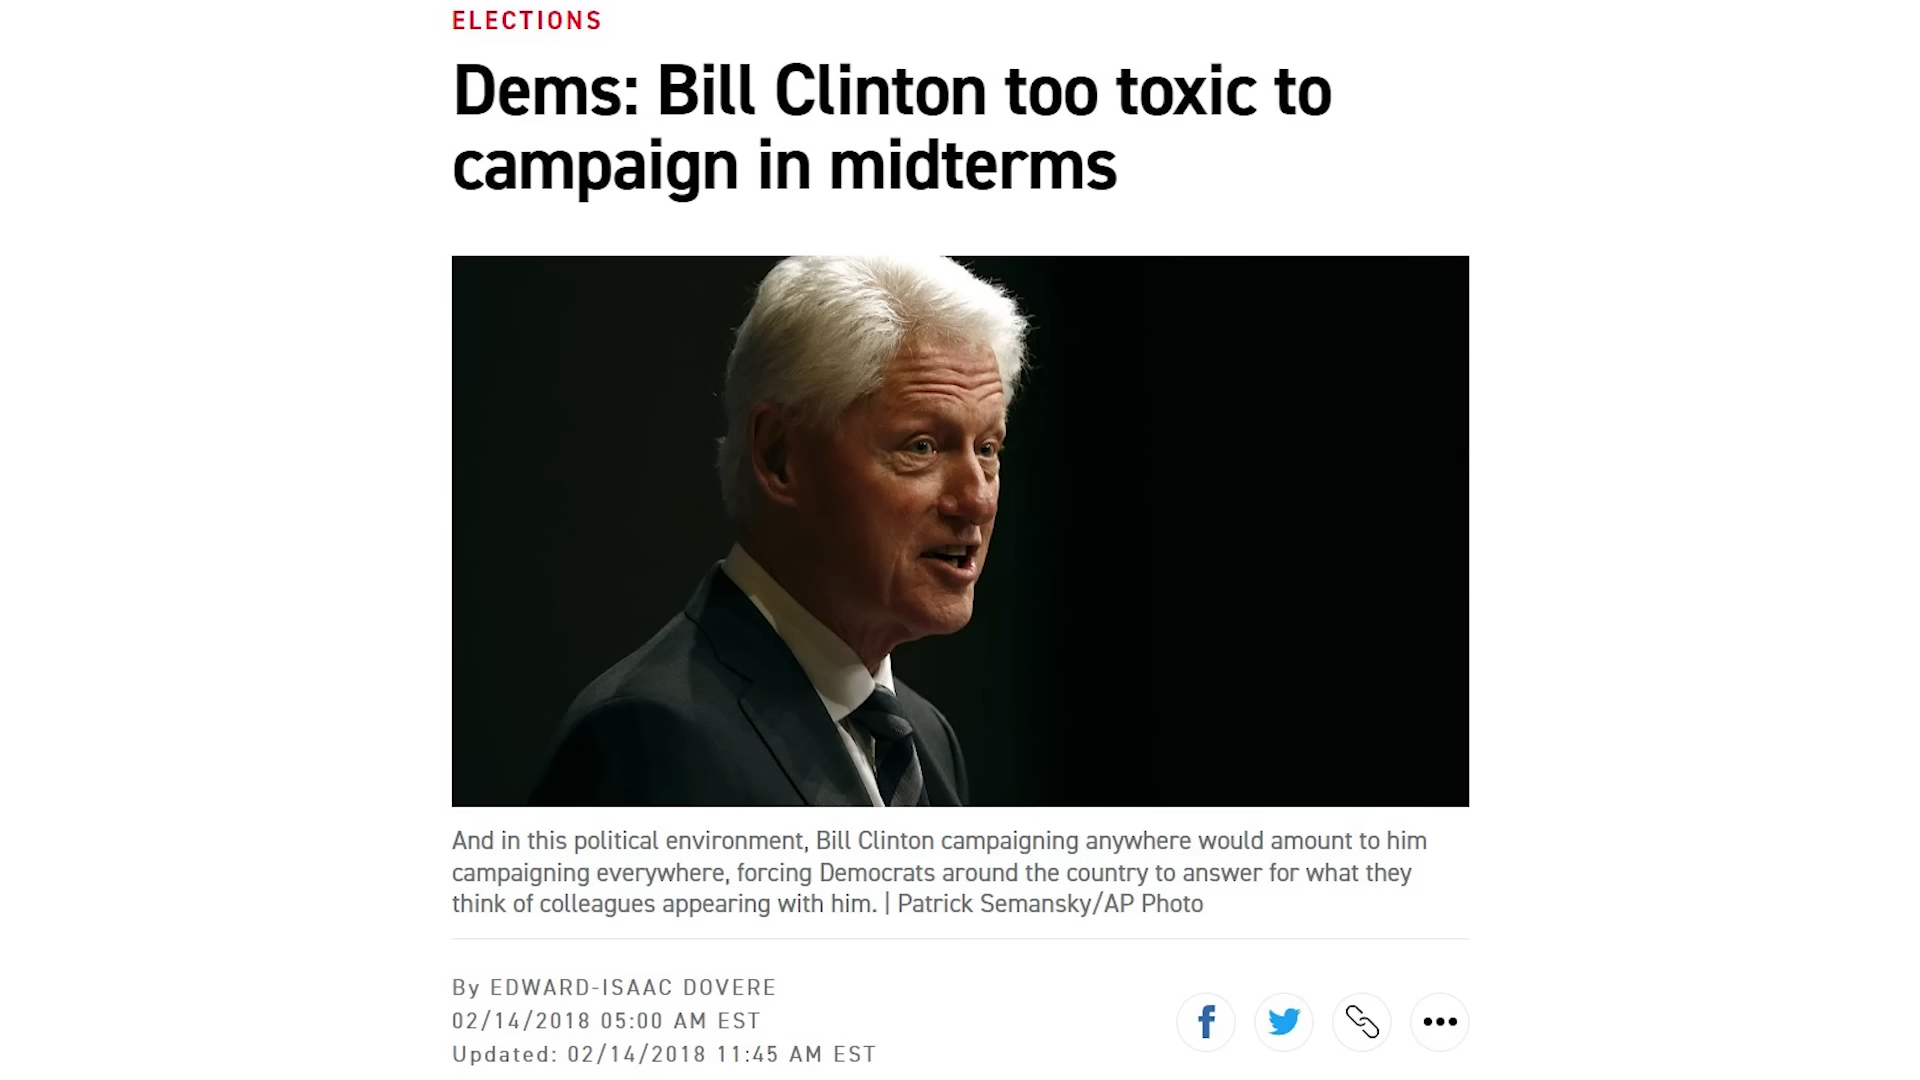 ELECTIONS
Dems: Bill Clinton too toxic to
campaign in midterms
And in this political environment, Bill Clinton campaigning anywhere would amount to him
campaigning everywhere, forcing Democrats around the country to answer for what they
think of colleagues appearing with him. | Patrick Semansky/AP Photo
By EDWARD-ISAAC DOVERE
02/14/2018 05:00 AM EST
Updated: 02/14/2018 11:45 AM EST